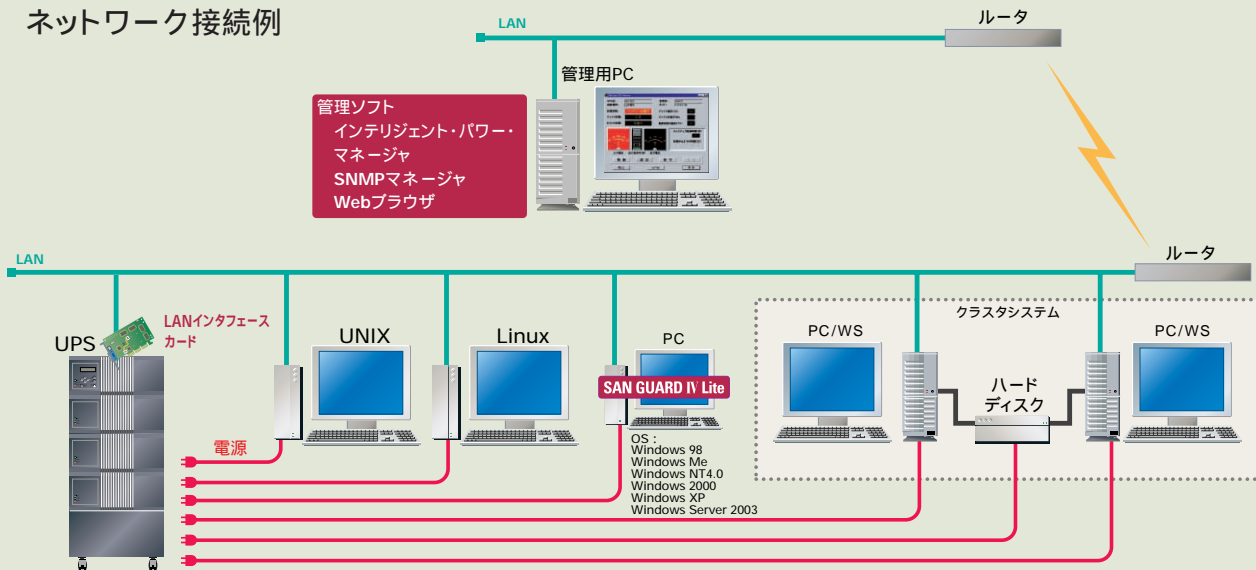 ネットワーク接続例
LAN
ルータ
管理用PC
管理ソフト
インテリジェント・パワー・
マネージャ
SNMPマネージャ
Webブラウザ
LAN
ルータ
UPS
LANインタフェース
カード
UNIX
Linux
PC
SAN GUARD IV Lite
OS :
Windows 98
Windows Me
Windows NT4.0
Windows 2000
Windows XP
Windows Server 2003
クラスタシステム
PC/WS
ハード
ディスク
PC/WS
電源